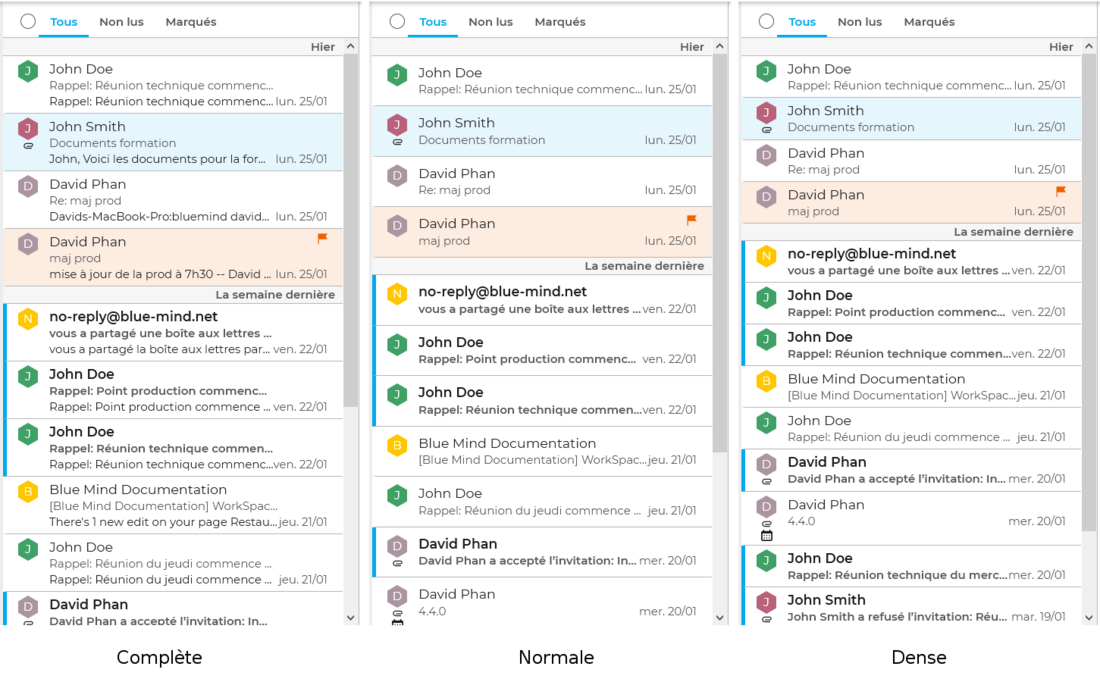 Tous Non lus Marqués
Hier
J John Doe
Rappel: Réunion technique commenc...
Rappel: Réunion technique commenc... lun. 25/01
J John Smith
Documents formation
John, Voici les documents pour la for... lun. 25/01
D David Phan
Re: maj prod
Davids-MacBook-Pro:bluemind david... lun. 25/01
D David Phan
maj prod
mise à jour de la prod à 7h30 -- David ... lun. 25/01
La semaine dernière
N no-reply@blue-mind.net
vous a partagé une boîte aux lettres ...
vous a partagé la boîte aux lettres par... ven. 22/01
J John Doe
Rappel: Point production commenc...
Rappel: Point production commence ... ven. 22/01
J John Doe
Rappel: Réunion technique commen...
Rappel: Réunion technique commenc... ven. 22/01
B Blue Mind Documentation
[Blue Mind Documentation] WorkSpac...
There's 1 new edit on your page Restau... jeu. 21/01
J John Doe
Rappel: Réunion du jeudi commence ...
Rappel: Réunion du jeudi commence ... jeu. 21/01
D David Phan
David Phan a accepté l'invitation: In...
Complète
Tous Non lus Marqués
Hier
J John Doe
Rappel: Réunion technique commenc... lun. 25/01
J John Smith
Documents formation lun. 25/01
D David Phan
Re: maj prod lun. 25/01
D David Phan
maj prod lun. 25/01
La semaine dernière
N no-reply@blue-mind.net
vous a partagé une boîte aux lettres ... ven. 22/01
J John Doe
Rappel: Point production commenc... ven. 22/01
J John Doe
Rappel: Réunion technique commen... ven. 22/01
B Blue Mind Documentation
[Blue Mind Documentation] WorkSpac... jeu. 21/01
J John Doe
Rappel: Réunion du jeudi commence ... jeu. 21/01
D David Phan
David Phan a accepté l'invitation: In... mer. 20/01
D David Phan
4.4.0 mer. 20/01
Normale
Tous Non lus Marqués
Hier
J John Doe
Rappel: Réunion technique commenc... lun. 25/01
J John Smith
Documents formation lun. 25/01
D David Phan
Re: maj prod lun. 25/01
D David Phan
maj prod lun. 25/01
La semaine dernière
N no-reply@blue-mind.net
vous a partagé une boîte aux lettres ... ven. 22/01
J John Doe
Rappel: Point production commenc... ven. 22/01
J John Doe
Rappel: Réunion technique commen... ven. 22/01
B Blue Mind Documentation
[Blue Mind Documentation] WorkSpac... jeu. 21/01
J John Doe
Rappel: Réunion du jeudi commence ... jeu. 21/01
D David Phan
David Phan a accepté l'invitation: In... mer. 20/01
D David Phan
4.4.0 mer. 20/01
J John Doe
Rappel: Réunion technique du merc... mer. 20/01
J John Smith
John Smith a refusé l'invitation: Réu... mar. 19/01
Dense